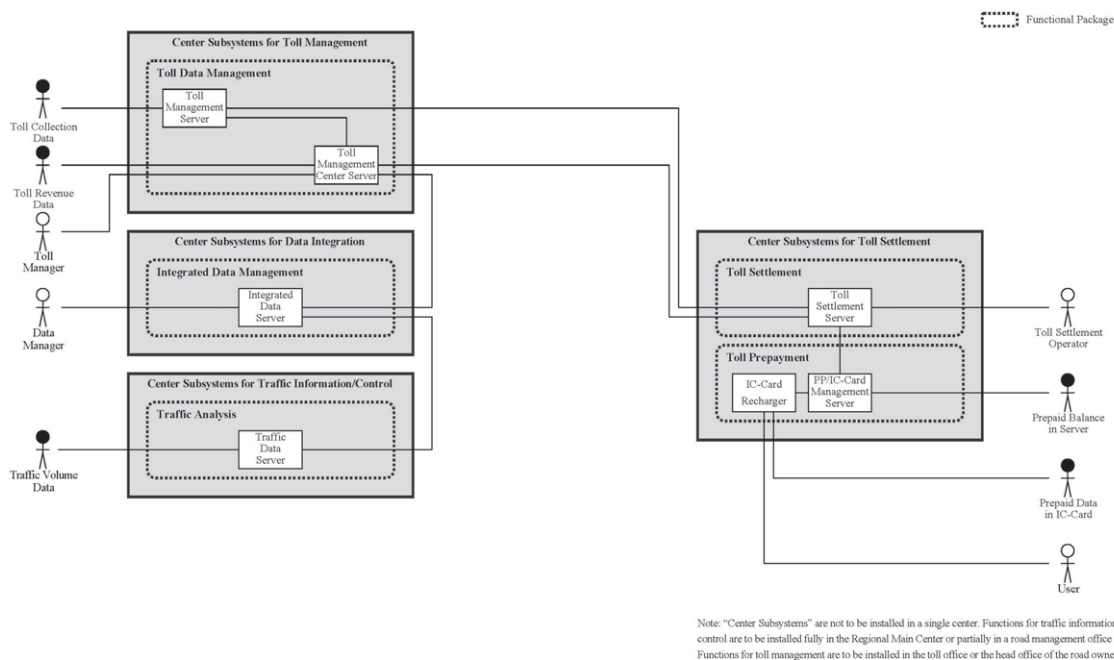 Functional Package
Center Subsystems for Toll Management
Toll Data Management
Toll
Management
Server
Toll
Management
Center Server
Toll Collection
Data
Toll Revenue
Data
Toll
Manager
Center Subsystems for Data Integration
Integrated Data Management
Integrated
Data
Server
Data
Manager
Center Subsystems for Traffic Information/Control
Traffic Analysis
Traffic
Data
Server
Traffic Volume
Data
Center Subsystems for Toll Settlement
Toll Settlement
Toll
Settlement
Server
Toll Settlement
Operator
Toll Prepayment
IC-Card
Recharger
PP/IC-Card
Management
Server
Prepaid Balance
in Server
Prepaid Data
in IC-Card
User
Note: “Center Subsystems” are not to be installed in a single center. Functions for traffic information
control are to be installed fully in the Regional Main Center or partially in a road management office
Functions for toll management are to be installed in the toll office or the head office of the road owne